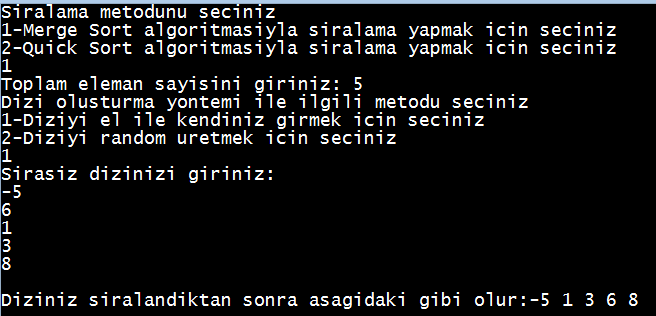 Siralama metodunu seciniz
1-Merge Sort algoritmasiyla siralama yapmak icin seciniz
2-Quick Sort algoritmasiyla siralama yapmak icin seciniz
1
Toplam eleman sayisini giriniz: 5
Dizi olusturma yontemi ile ilgili metodu seciniz
1-Diziyi el ile kendiniz girmek icin seciniz
2-Diziyi random uretmek icin seciniz
1
Sirasiz dizinizi giriniz:
-5
6
1
3
8
Diziniz siralandiktan sonra asagidaki gibi olur:-5 1 3 6 8